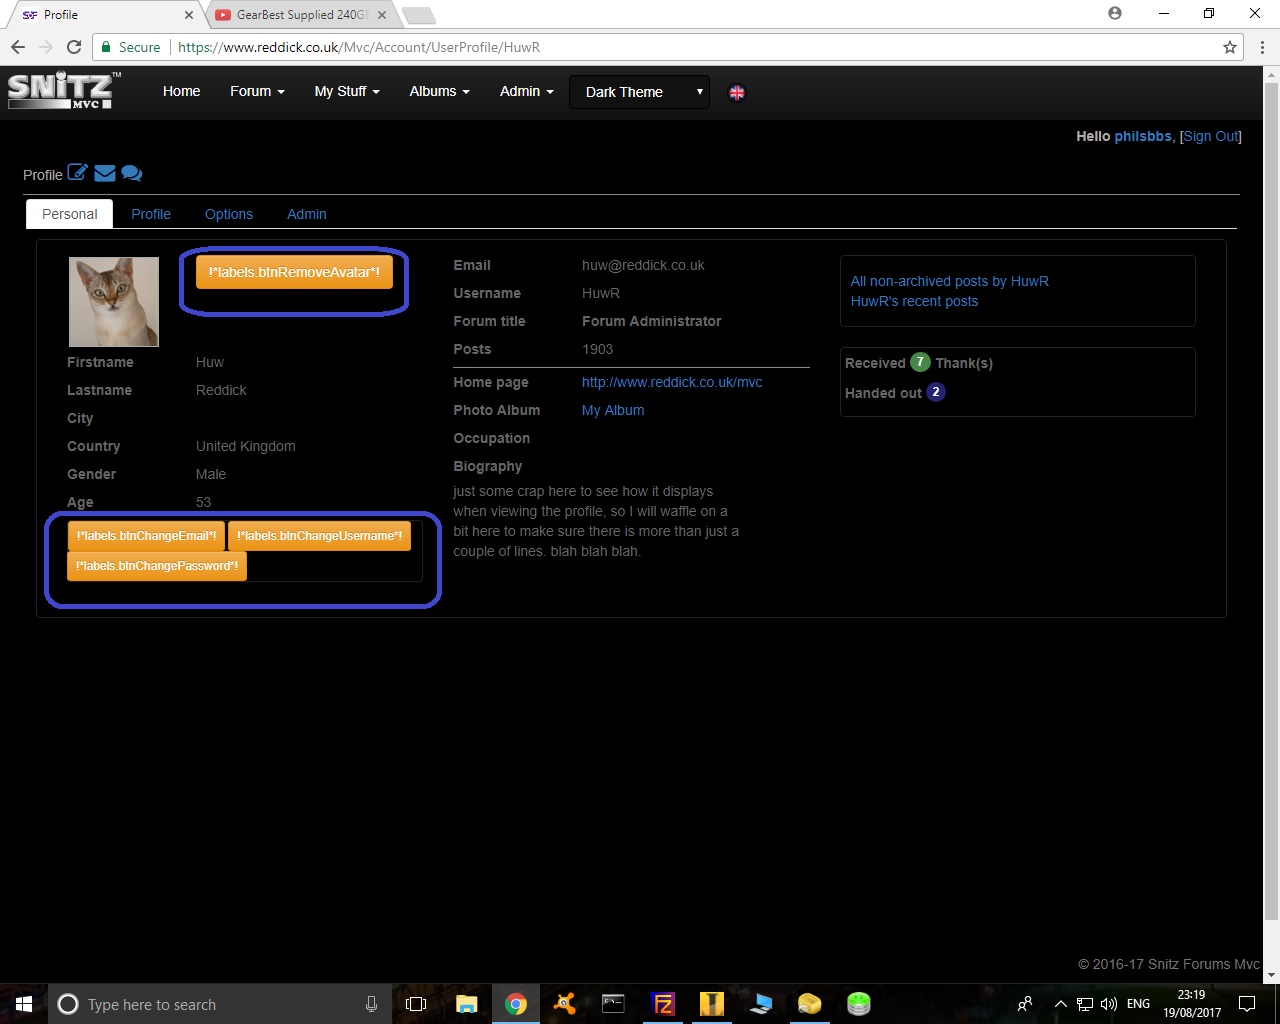 Profile
GearBest Supplied 240GB
Secure
https://www.reddick.co.uk/Mvc/Account/UserProfile/HuwR
SNiTZ™
MVC
Home Forum My Stuff Albums Admin Dark Theme
Hello philsbbs, [Sign Out]
Profile
Personal Profile Options Admin
!*labels.btnRemoveAvatar*!
Firstname Huw
Lastname Reddick
City
Country United Kingdom
Gender Male
Age 53
!*labels.btnChangeEmail*! !*labels.btnChangeUsername*!
!*labels.btnChangePassword*!
Email huw@reddick.co.uk
Username HuwR
Forum title Forum Administrator
Posts 1903
Home page http://www.reddick.co.uk/mvc
Photo Album My Album
Occupation
Biography
just some crap here to see how it displays
when viewing the profile, so I will waffle on a
bit here to make sure there is more than just a
couple of lines. blah blah blah.
All non-archived posts by HuwR
HuwR's recent posts
Received 7 Thank(s)
Handed out 2
© 2016-17 Snitz Forums Mvc
Type here to search
ENG
23:19
19/08/2017